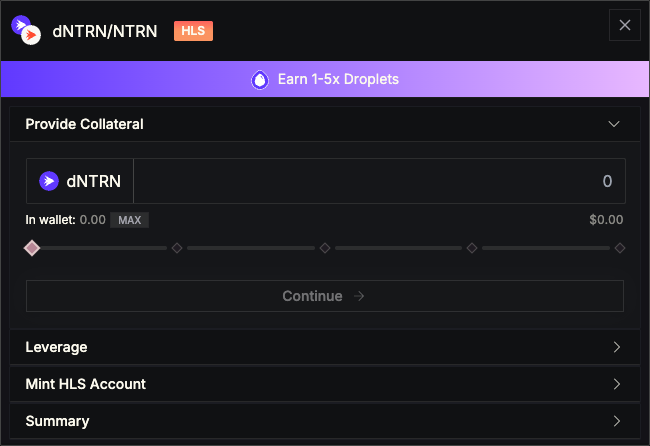 dNTRN/NTRN HLS
Earn 1-5x Droplets
Provide Collateral
dNTRN 0
In wallet: 0.00 MAX $0.00
Continue
Leverage
Mint HLS Account
Summary